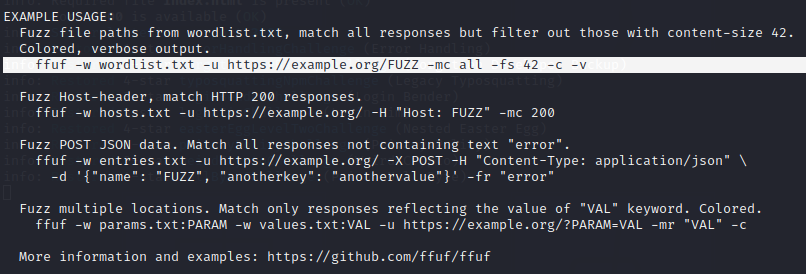 EXAMPLE USAGE:
Fuzz file paths from wordlist.txt, match all responses but filter out those with content-size 42.
Colored, verbose output.
ffuf -w wordlist.txt -u https://example.org/FUZZ -mc all -fs 42 -c -v
Fuzz Host-header, match HTTP 200 responses.
ffuf -w hosts.txt -u https://example.org/ -H "Host: FUZZ" -mc 200
Fuzz POST JSON data. Match all responses not containing text "error".
ffuf -w entries.txt -u https://example.org/ -X POST -H "Content-Type: application/json" \
-d '{"name": "FUZZ", "anotherkey": "anothervalue"}' -fr "error"
Fuzz multiple locations. Match only responses reflecting the value of "VAL" keyword. Colored.
ffuf -w params.txt:PARAM -w values.txt:VAL -u https://example.org/?PARAM=VAL -mr "VAL" -c
More information and examples: https://github.com/ffuf/ffuf